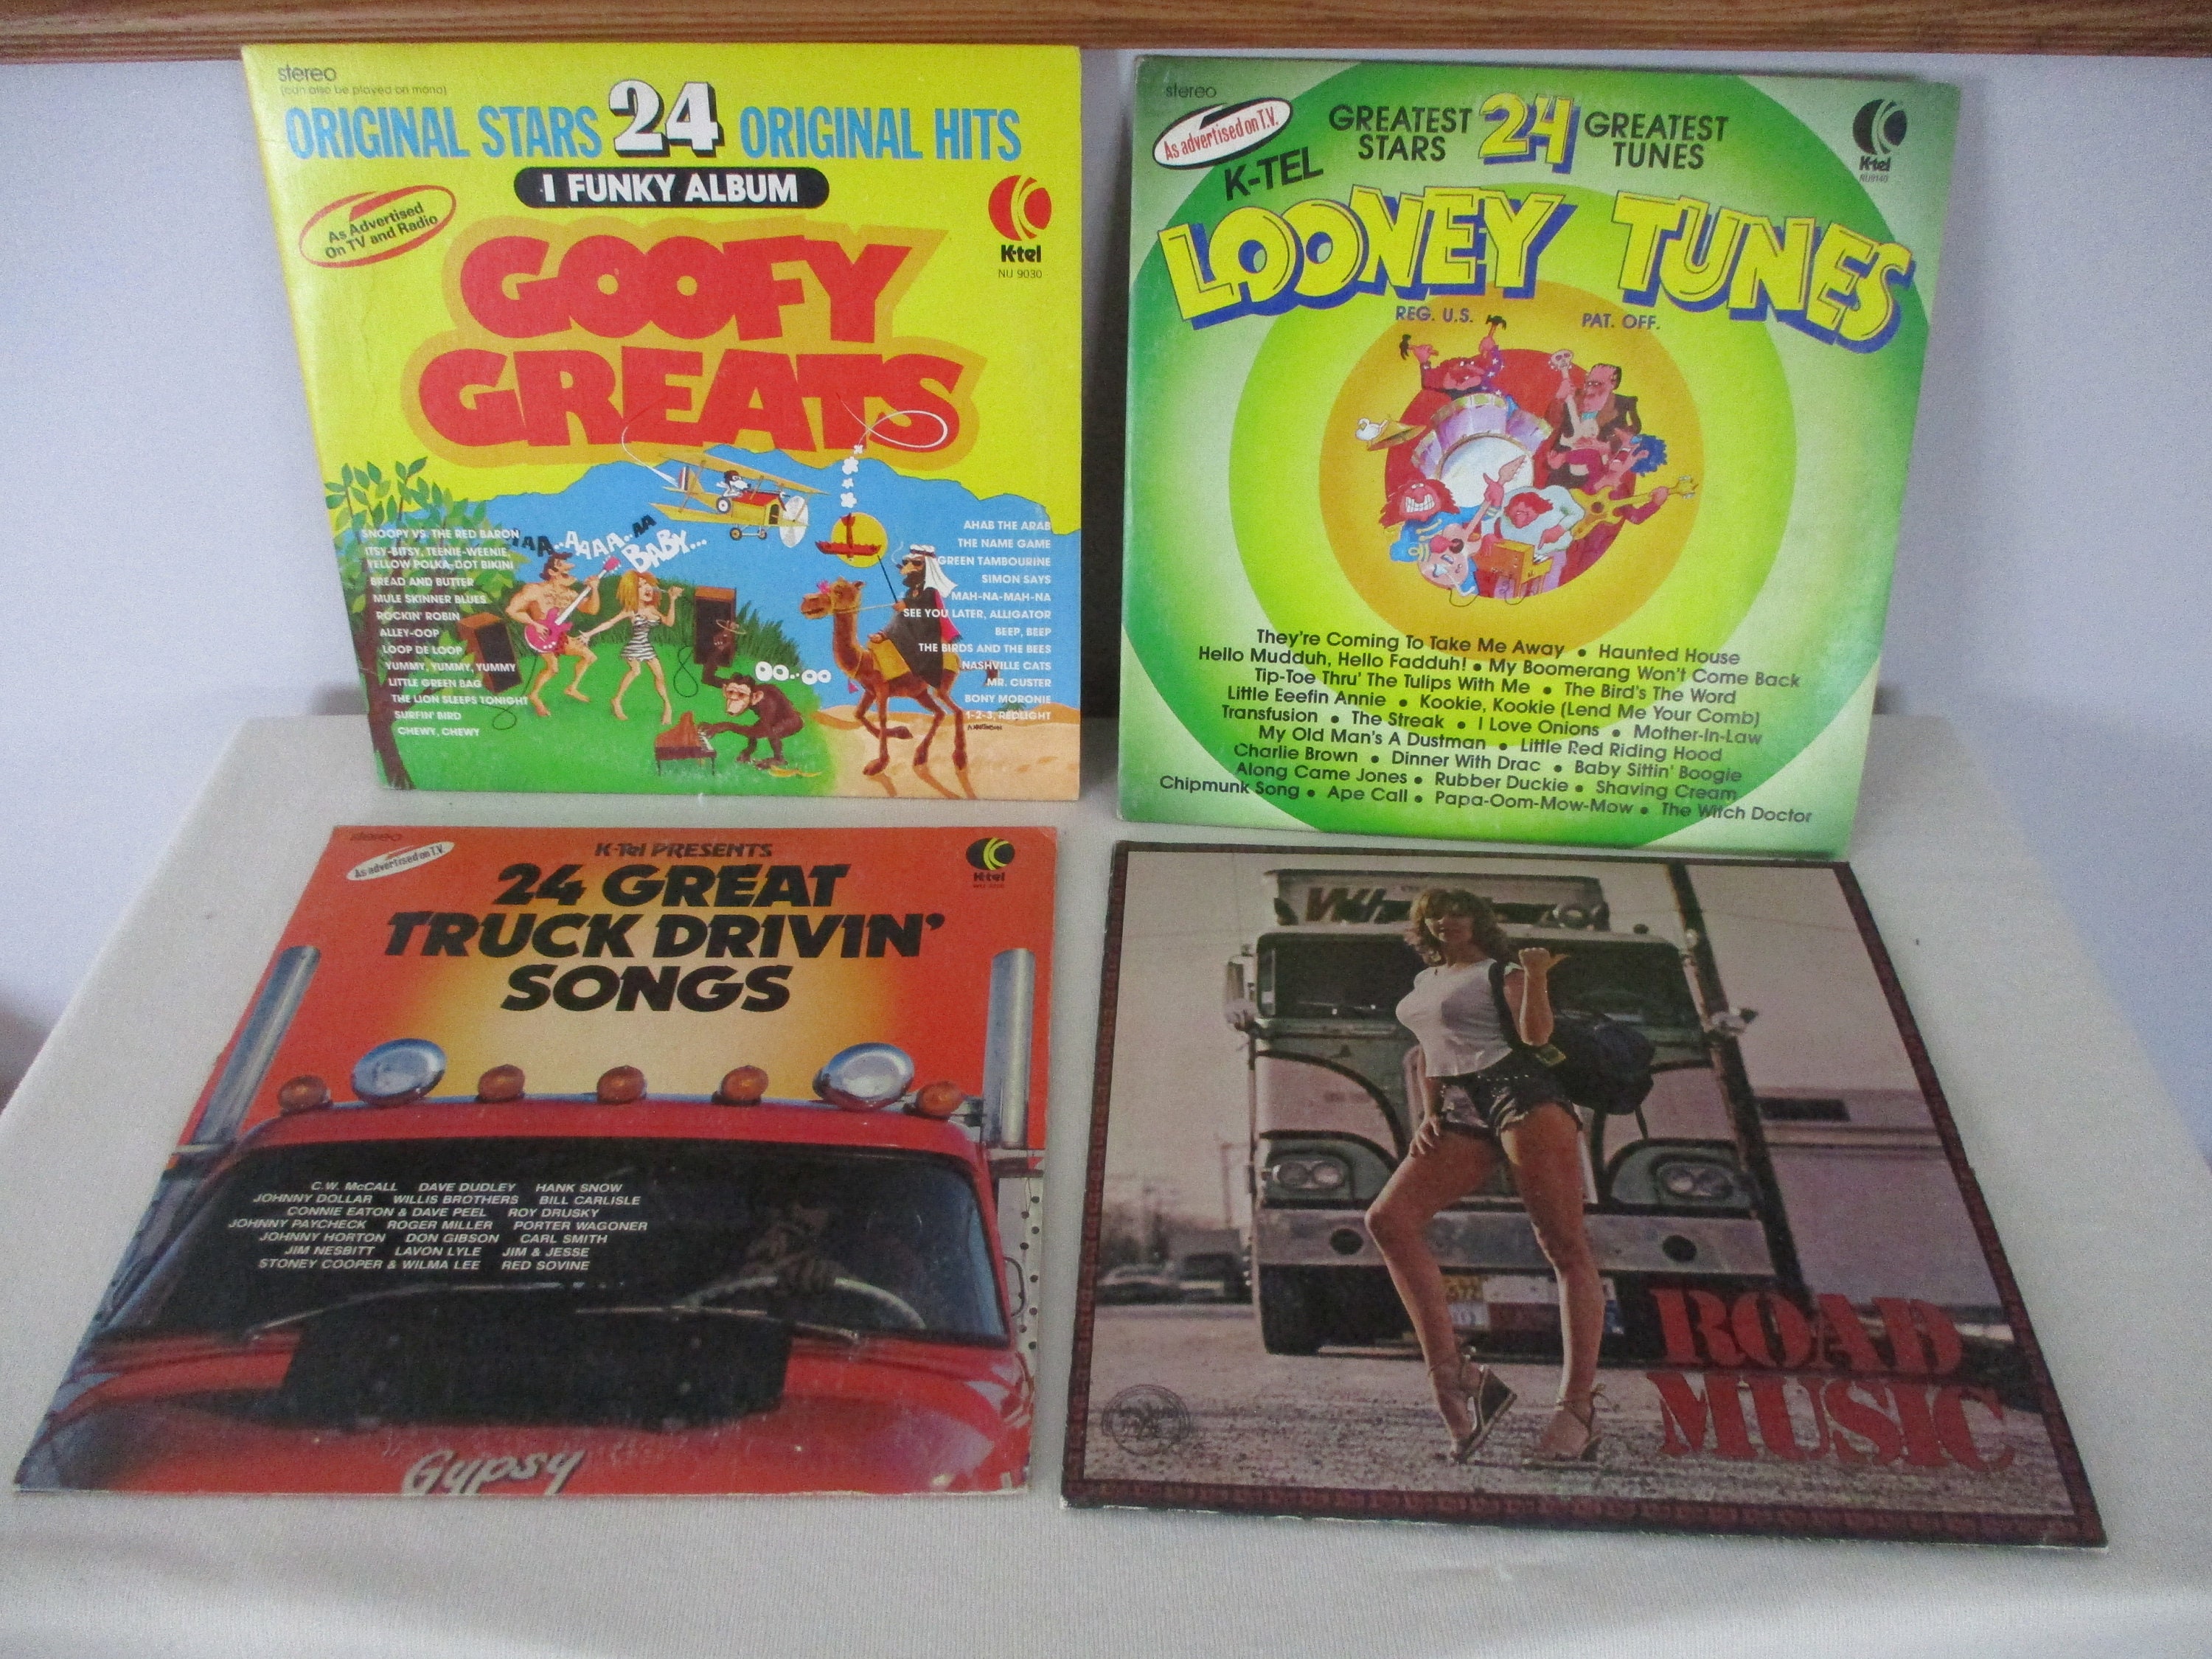 stereo
(can also be played on mono)
ORIGINAL STARS 24 ORIGINAL HITS
1 FUNKY ALBUM
As Advertised
On TV and Radio
K-tel
NU 9030
GOOFY
GREATS
AA..AAAA..AA
BABY...
OO..OO
SNOOPY VS. THE RED BARON
ITSY-BITSY, TEENIE-WEENIE,
YELLOW POLKA-DOT BIKINI
BREAD AND BUTTER
MULE SKINNER BLUES
ROCKIN' ROBIN
ALLEY-OOP
LOOP DE LOOP
YUMMY, YUMMY, YUMMY
LITTLE GREEN BAG
THE LION SLEEPS TONIGHT
SURFIN' BIRD
CHEWY, CHEWY
AHAB THE ARAB
THE NAME GAME
GREEN TAMBOURINE
SIMON SAYS
MAH-NA-MAH-NA
SEE YOU LATER, ALLIGATOR
BEEP, BEEP
THE BIRDS AND THE BEES
NASHVILLE CATS
MR. CUSTER
BONY MORONIE
1-2-3, REDLIGHT
stereo
As advertised on T.V.
K-TEL
GREATEST STARS 24 GREATEST TUNES
K-tel
LOONEY TUNES
REG. U.S. PAT. OFF.
They're Coming To Take Me Away • Haunted House
Hello Mudduh, Hello Fadduh! • My Boomerang Won't Come Back
Tip-Toe Thru' The Tulips With Me • The Bird's The Word
Little Eeefin Annie • Kookie, Kookie (Lend Me Your Comb)
Transfusion • The Streak • I Love Onions • Mother-In-Law
My Old Man's A Dustman • Little Red Riding Hood
Charlie Brown • Dinner With Drac • Baby Sittin' Boogie
Along Came Jones • Rubber Duckie • Shaving Cream
Chipmunk Song • Ape Call • Papa-Oom-Mow-Mow • The Witch Doctor
stereo
As advertised on T.V.
K-Tel PRESENTS
24 GREAT
TRUCK DRIVIN'
SONGS
K-tel
C.W. McCALL DAVE DUDLEY HANK SNOW
JOHNNY DOLLAR WILLIS BROTHERS BILL CARLISLE
CONNIE EATON & DAVE PEEL ROY DRUSKY
JOHNNY PAYCHECK ROGER MILLER PORTER WAGONER
JOHNNY HORTON DON GIBSON CARL SMITH
JIM NESBITT LAVON LYLE JIM & JESSE
STONEY COOPER & WILMA LEE RED SOVINE
Gypsy
ROAD
MUSIC